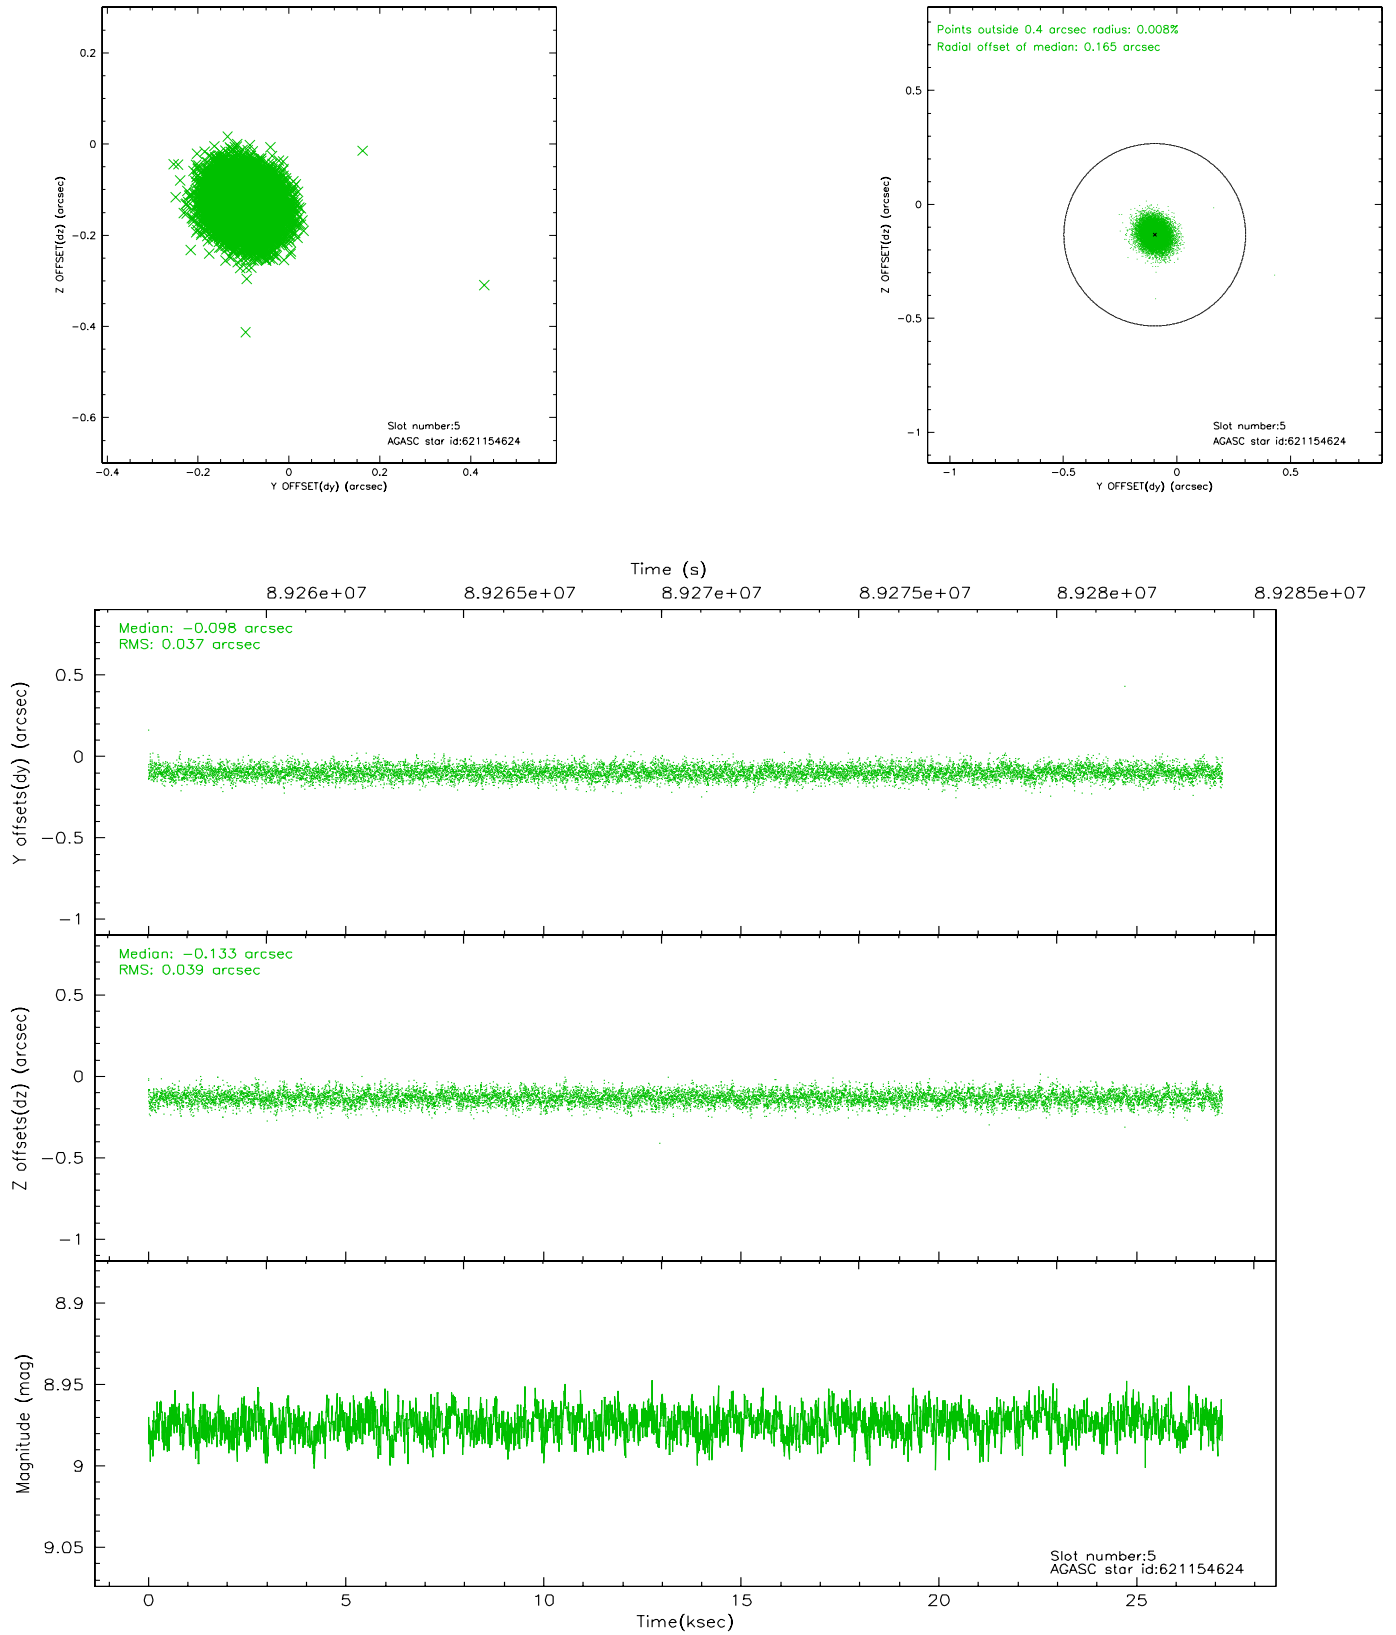 0.2
0
−0.2
−0.4
−0.6
−0.4 −0.2 0 0.2 0.4
Z OFFSET(dz) (arcsec)
Y OFFSET(dy) (arcsec)
Slot number:5
AGASC star id:621154624
Points outside 0.4 arcsec radius: 0.008%
Radial offset of median: 0.165 arcsec
0.5
0
−0.5
−1
−1 −0.5 0 0.5
Z OFFSET(dz) (arcsec)
Y OFFSET(dy) (arcsec)
Slot number:5
AGASC star id:621154624
Time (s)
8.926e+07 8.9265e+07 8.927e+07 8.9275e+07 8.928e+07 8.9285e+07
Median: −0.098 arcsec
RMS: 0.037 arcsec
0.5
0
−0.5
−1
Y offsets(dy) (arcsec)
Median: −0.133 arcsec
RMS: 0.039 arcsec
0.5
0
−0.5
−1
Z offsets(dz) (arcsec)
8.9
8.95
9
9.05
Magnitude (mag)
Slot number:5
AGASC star id:621154624
0 5 10 15 20 25
Time(ksec)